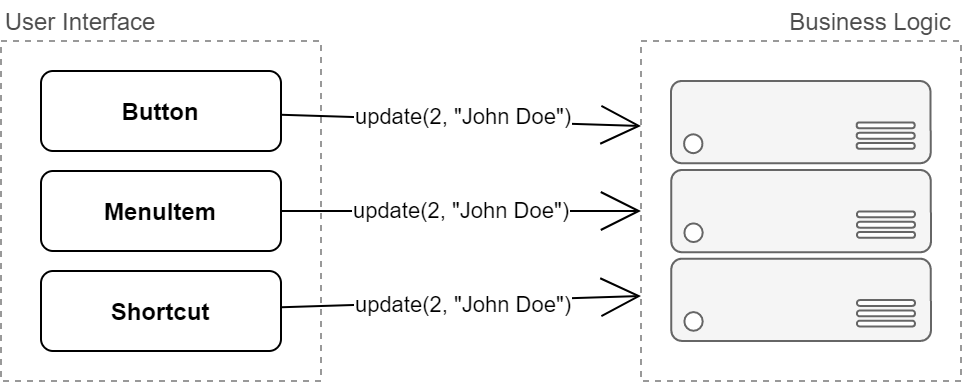 User Interface
Business Logic
Button
update(2, "John Doe")
MenuItem
update(2, "John Doe")
Shortcut
update(2, "John Doe")